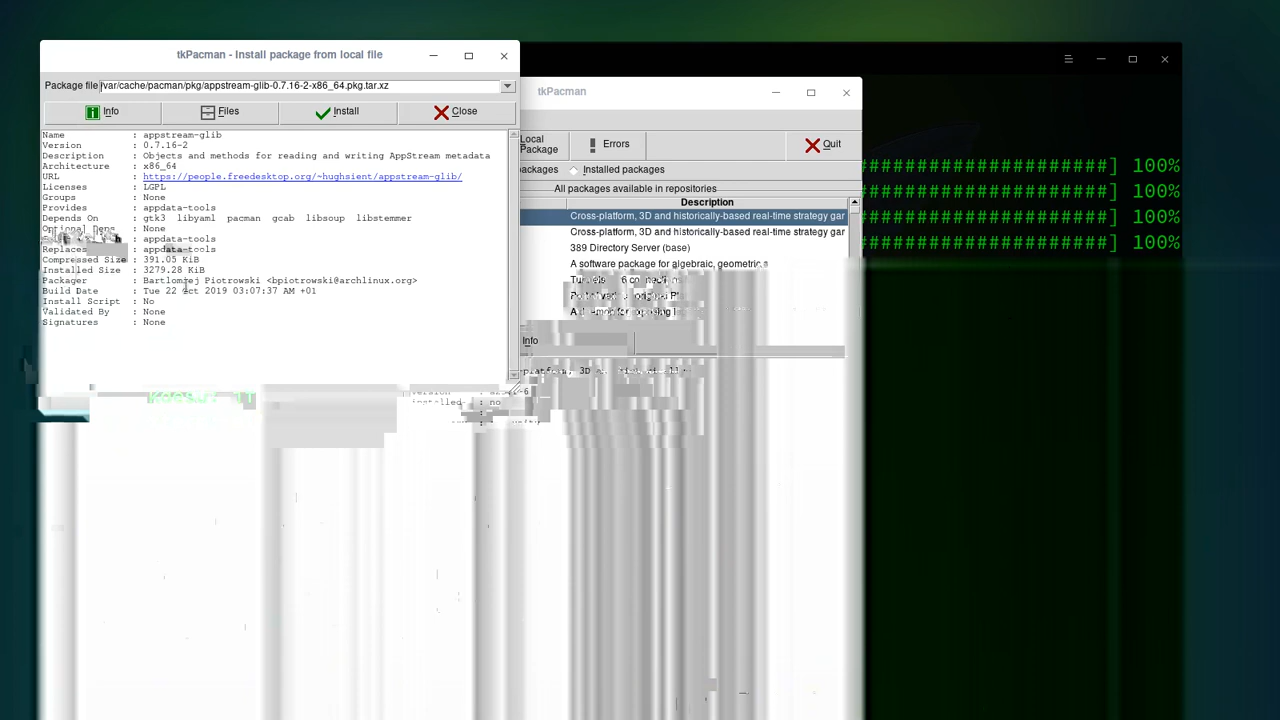 tkPacman - Install package from local file
Package file /var/cache/pacman/pkg/appstream-glib-0.7.16-2-x86_64.pkg.tar.xz
Info
Files
Install
Close
Name : appstream-glib
Version : 0.7.16-2
Description : Objects and methods for reading and writing AppStream metadata
Architecture : x86_64
URL : https://people.freedesktop.org/~hughsient/appstream-glib/
Licenses : LGPL
Groups : None
Provides : appdata-tools
Depends On : gtk3 libyaml pacman gcab libsoup libstemmer
Optional Deps
: appdata-tools
Replaces : appdata-tools
Compressed Size : 391.05 KiB
Installed Size : 3279.28 KiB
Packager : Bartlomiej Piotrowski <bpiotrowski@archlinux.org>
Build Date : Tue 22 Oct 2019 03:07:37 AM +01
Install Script : No
Validated By : None
Signatures : None
tkPacman
Local Package
Errors
Quit
packages
Installed packages
All packages available in repositories
Description
Cross-platform, 3D and historically-based real-time strategy gar
Cross-platform, 3D and historically-based real-time strategy gar
389 Directory Server (base)
A software package for algebraic, geometric
Info
##################] 100%
##################] 100%
##################] 100%
##################] 100%